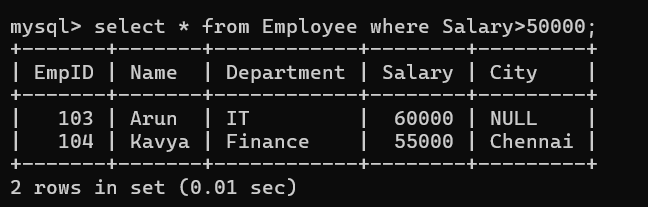 mysql> select * from Employee where Salary>50000;
+-------+-------+------------+--------+---------+
| EmpID | Name  | Department | Salary | City    |
+-------+-------+------------+--------+---------+
|   103 | Arun  | IT         |  60000 | NULL    |
|   104 | Kavya | Finance    |  55000 | Chennai |
+-------+-------+------------+--------+---------+
2 rows in set (0.01 sec)